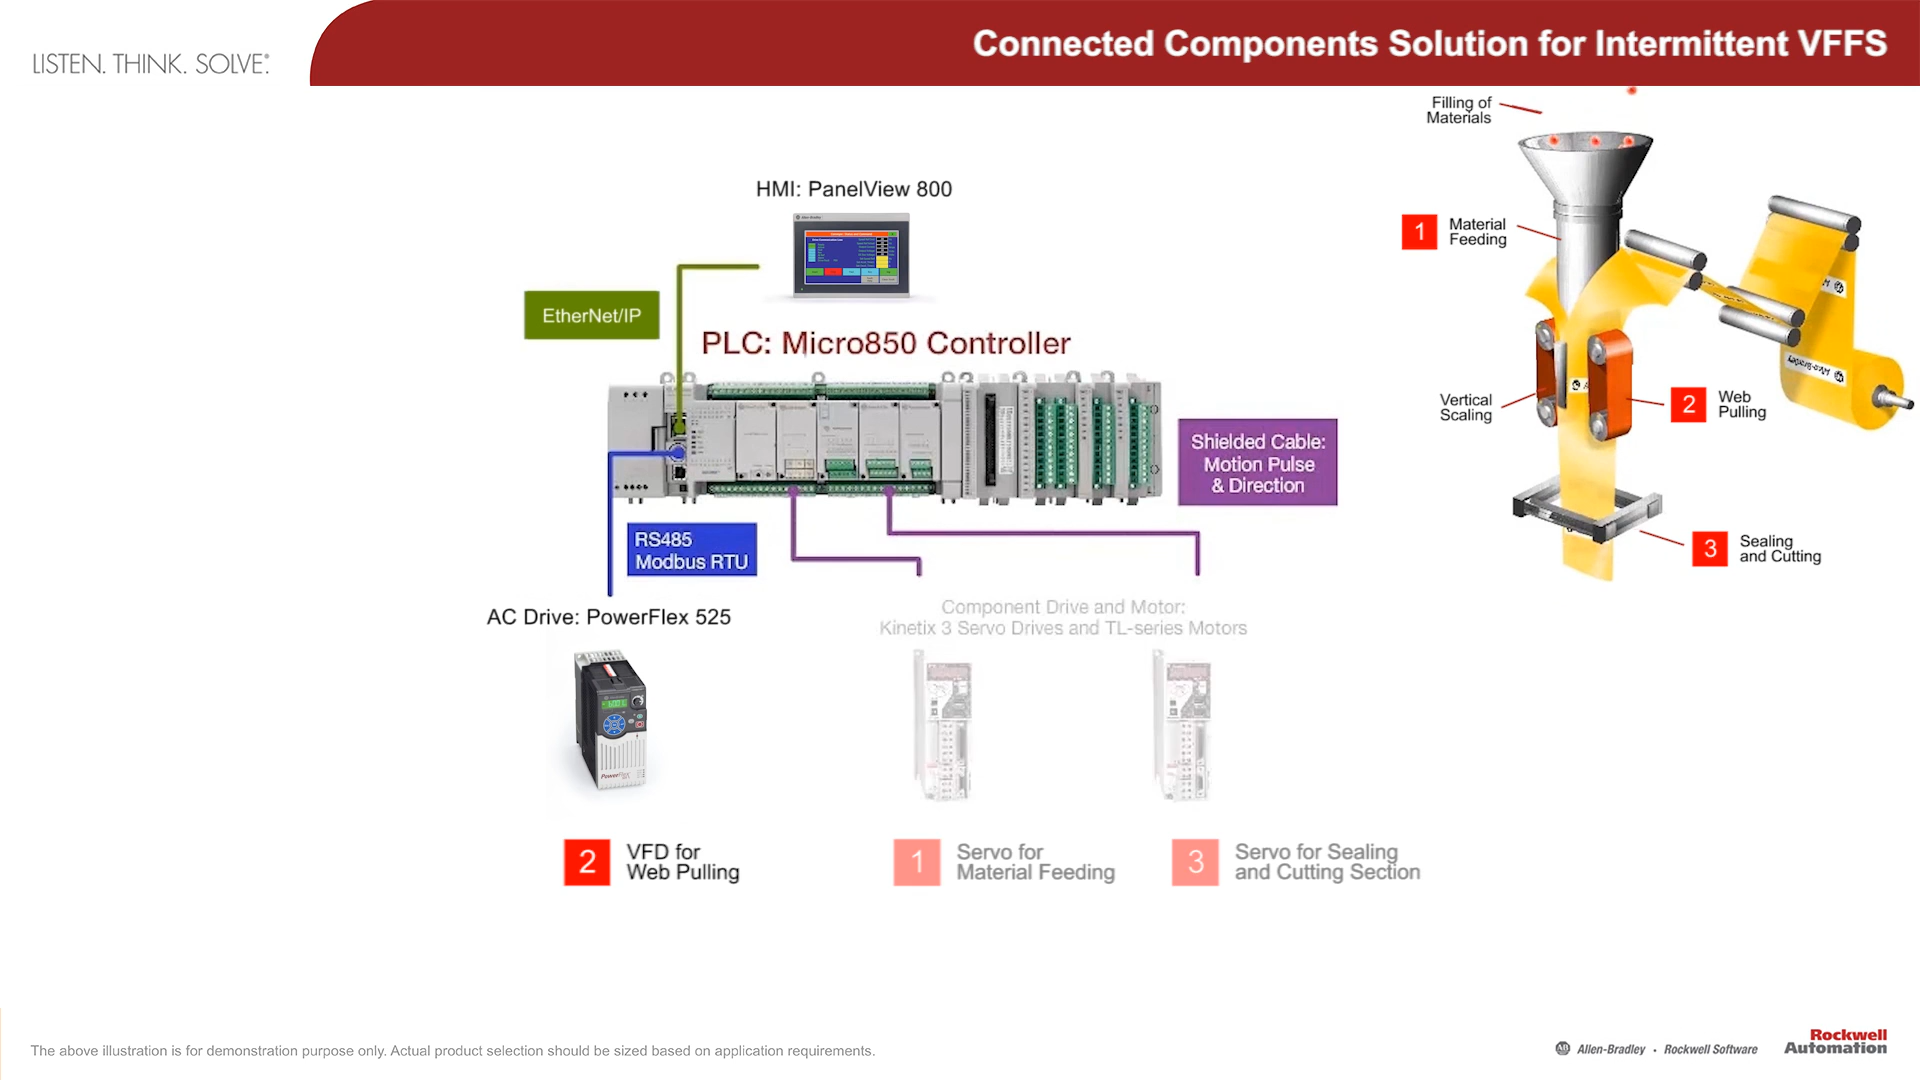 LISTEN. THINK. SOLVE.®
Connected Components Solution for Intermittent VFFS
Filling of
Materials
HMI: PanelView 800
1
Material
Feeding
EtherNet/IP
PLC: Micro850 Controller
Vertical
Scaling
2
Web
Pulling
Allen-Bradley
Shielded Cable:
Motion Pulse
& Direction
RS485
Modbus RTU
3
Sealing
and Cutting
AC Drive: PowerFlex 525
Component Drive and Motor:
Kinetix 3 Servo Drives and TL-series Motors
PowerFlex
2
VFD for
Web Pulling
1
Servo for
Material Feeding
3
Servo for Sealing
and Cutting Section
The above illustration is for demonstration purpose only. Actual product selection should be sized based on application requirements.
AB Allen-Bradley • Rockwell Software
Rockwell
Automation